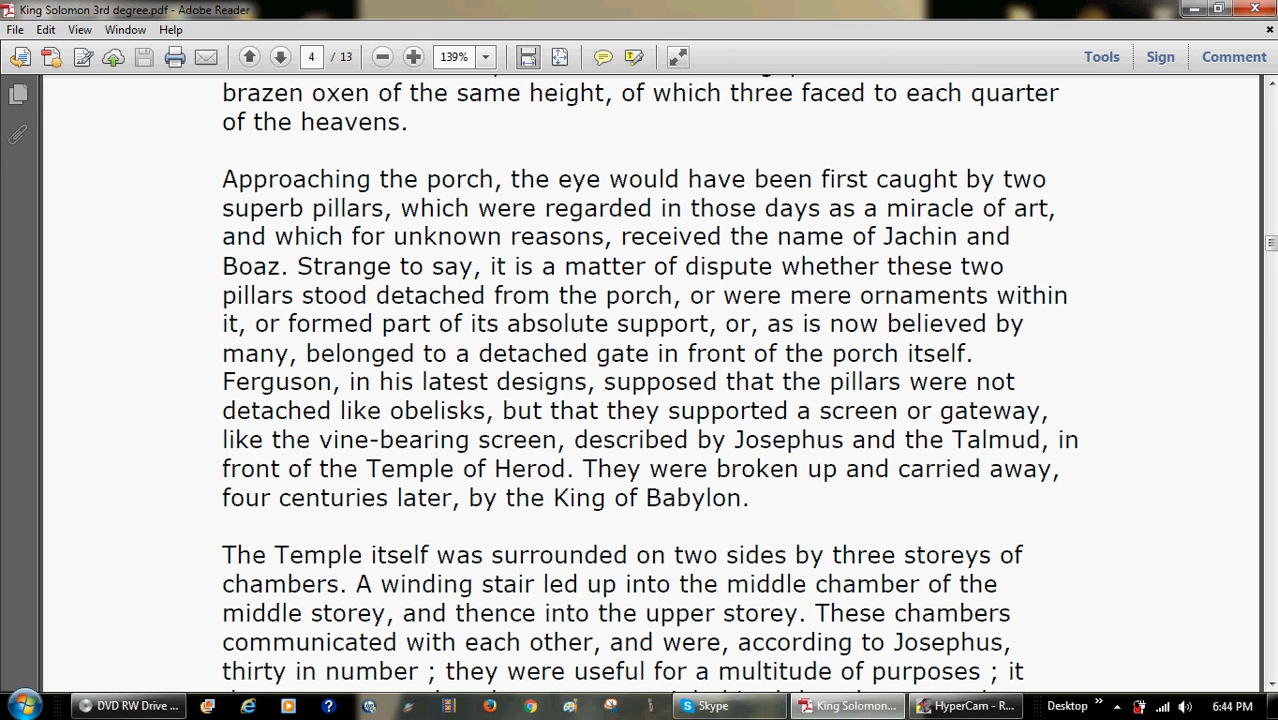 King Solomon 3rd degree.pdf - Adobe Reader
File Edit View Window Help
4 / 13 139% Tools Sign Comment
brazen oxen of the same height, of which three faced to each quarter
of the heavens.
Approaching the porch, the eye would have been first caught by two
superb pillars, which were regarded in those days as a miracle of art,
and which for unknown reasons, received the name of Jachin and
Boaz. Strange to say, it is a matter of dispute whether these two
pillars stood detached from the porch, or were mere ornaments within
it, or formed part of its absolute support, or, as is now believed by
many, belonged to a detached gate in front of the porch itself.
Ferguson, in his latest designs, supposed that the pillars were not
detached like obelisks, but that they supported a screen or gateway,
like the vine-bearing screen, described by Josephus and the Talmud, in
front of the Temple of Herod. They were broken up and carried away,
four centuries later, by the King of Babylon.
The Temple itself was surrounded on two sides by three storeys of
chambers. A winding stair led up into the middle chamber of the
middle storey, and thence into the upper storey. These chambers
communicated with each other, and were, according to Josephus,
thirty in number ; they were useful for a multitude of purposes ; it
DVD RW Drive ... Skype King Solomon... HyperCam - R... Desktop » 6:44 PM